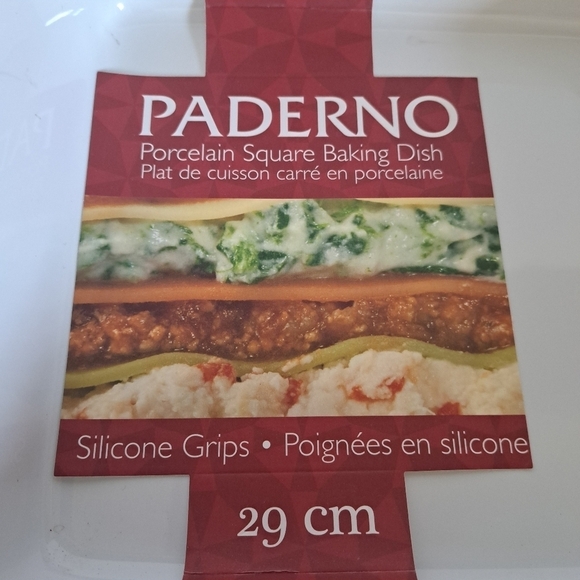 PADERNO
Porcelain Square Baking Dish
Plat de cuisson carré en porcelaine
Silicone Grips • Poignées en silicone
29 cm